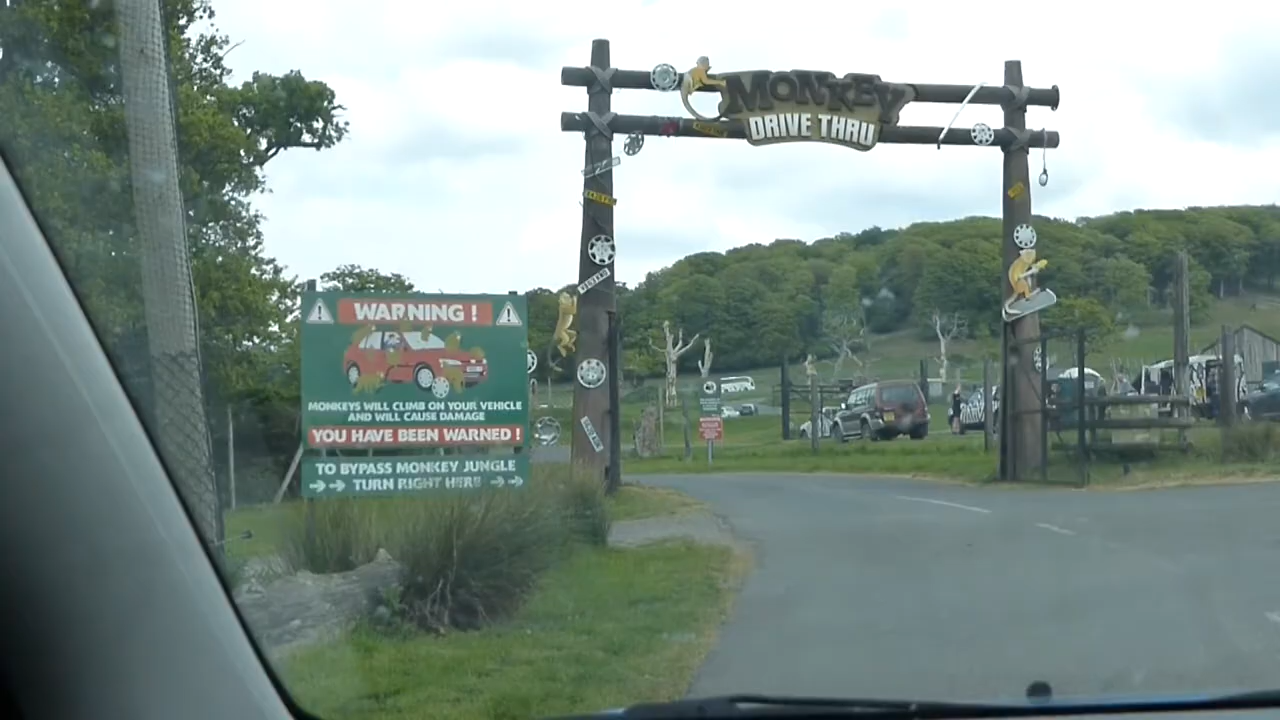 MONKEY
DRIVE THRU
WARNING !
MONKEYS WILL CLIMB ON YOUR VEHICLE
AND WILL CAUSE DAMAGE
YOU HAVE BEEN WARNED !
TO BYPASS MONKEY JUNGLE
TURN RIGHT HERE